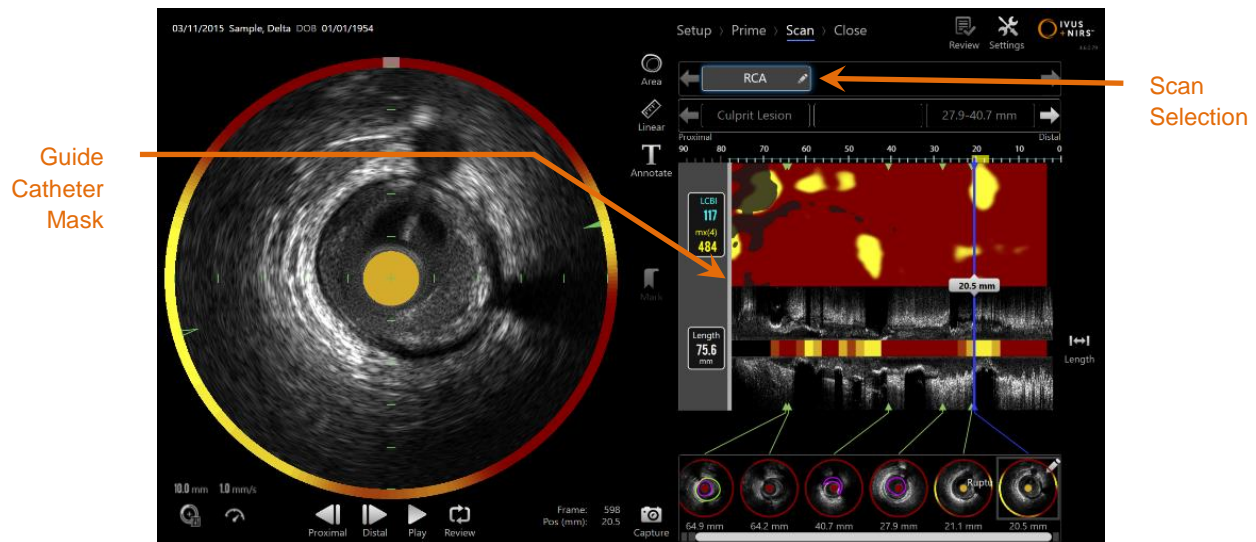 03/11/2015 Sample, Delta DOB 01/01/1954
Setup > Prime > Scan > Close
Review
Settings
IVUS
+NIRS™
Area
RCA
Scan
Selection
Linear
Culprit Lesion
27.9-40.7 mm
Proximal
Distal
90 80 70 60 50 40 30 20 10 0
T
Annotate
Guide
Catheter
Mask
LCBI
117
mx(4)
484
Mark
20.5 mm
Length
75.6
mm
Length
10.0 mm 1.0 mm/s
Proximal
Distal
Play
Review
Frame: 598
Pos (mm): 20.5
Capture
Ruptu
64.9 mm
64.2 mm
40.7 mm
27.9 mm
21.1 mm
20.5 mm